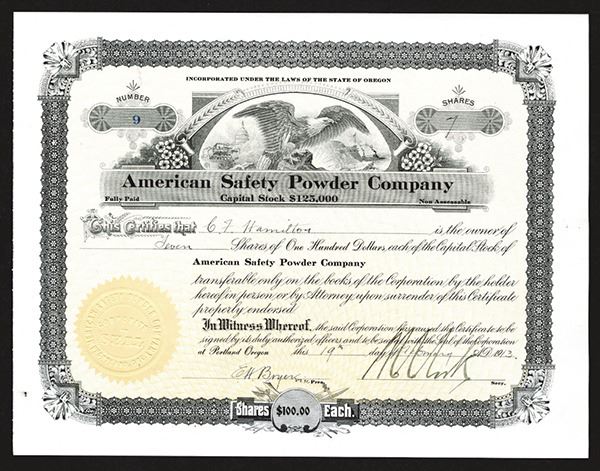 INCORPORATED UNDER THE LAWS OF THE STATE OF OREGON
NUMBER
9
SHARES
7
American Safety Powder Company
Fully Paid
Capital Stock $125,000
Non Assessable
This Certifies that C. F. Hamilton is the owner of
Seven Shares of One Hundred Dollars, each of the Capital Stock of
American Safety Powder Company
transferable only on the books of the Corporation by the holder
hereof in person or by Attorney upon surrender of this Certificate
properly endorsed.
In Witness Whereof, the said Corporation has caused this Certificate to be
signed by its duly authorized officers and to be sealed with the Seal of the Corporation
at Portland Oregon this 19th day of A.D. 1913
Pres.
Secy.
Shares $100.00 Each.